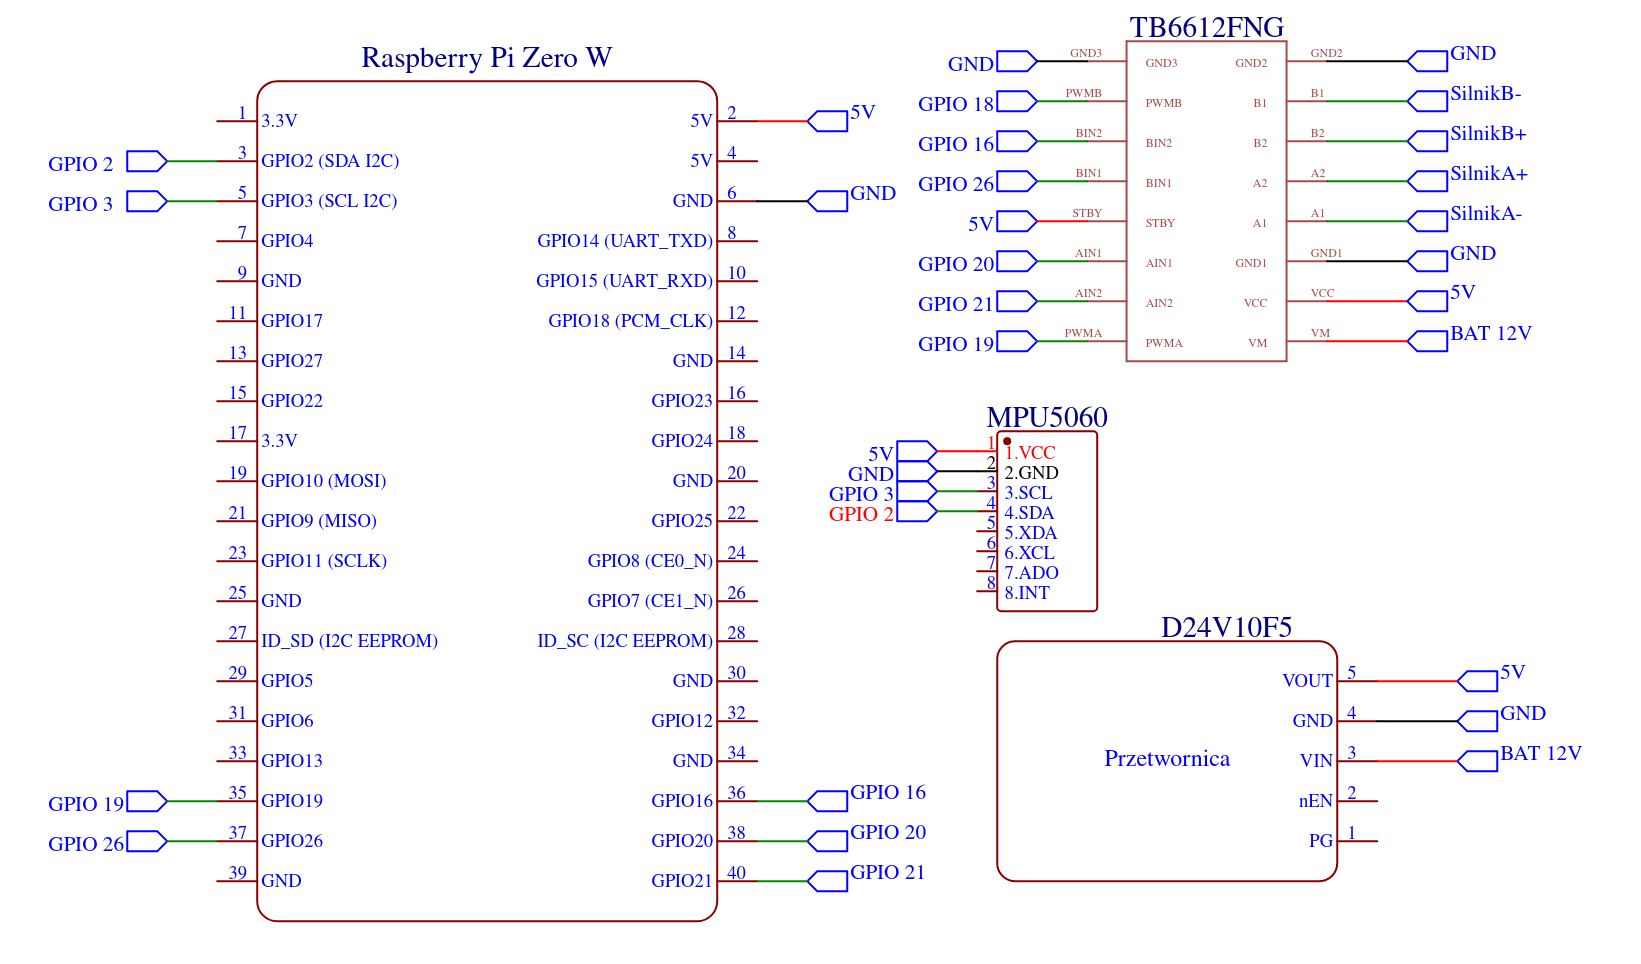 Raspberry Pi Zero W
1 3.3V 5V 2 5V
GPIO 2 3 GPIO2 (SDA I2C) 5V 4
GPIO 3 5 GPIO3 (SCL I2C) GND 6 GND
7 GPIO4 GPIO14 (UART_TXD) 8
9 GND GPIO15 (UART_RXD) 10
11 GPIO17 GPIO18 (PCM_CLK) 12
13 GPIO27 GND 14
15 GPIO22 GPIO23 16
17 3.3V GPIO24 18
19 GPIO10 (MOSI) GND 20
21 GPIO9 (MISO) GPIO25 22
23 GPIO11 (SCLK) GPIO8 (CE0_N) 24
25 GND GPIO7 (CE1_N) 26
27 ID_SD (I2C EEPROM) ID_SC (I2C EEPROM) 28
29 GPIO5 GND 30
31 GPIO6 GPIO12 32
33 GPIO13 GND 34
GPIO 19 35 GPIO19 GPIO16 36 GPIO 16
GPIO 26 37 GPIO26 GPIO20 38 GPIO 20
39 GND GPIO21 40 GPIO 21
TB6612FNG
GND GND3 GND3 GND2 GND2 GND
GPIO 18 PWMB PWMB B1 B1 SilnikB-
GPIO 16 BIN2 BIN2 B2 B2 SilnikB+
GPIO 26 BIN1 BIN1 A2 A2 SilnikA+
5V STBY STBY A1 A1 SilnikA-
GPIO 20 AIN1 AIN1 GND1 GND1 GND
GPIO 21 AIN2 AIN2 VCC VCC 5V
GPIO 19 PWMA PWMA VM VM BAT 12V
MPU5060
5V 1 1.VCC
GND 2 2.GND
GPIO 3 3 3.SCL
GPIO 2 4 4.SDA
5 5.XDA
6 6.XCL
7 7.ADO
8 8.INT
D24V10F5
VOUT 5 5V
GND 4 GND
Przetwornica VIN 3 BAT 12V
nEN 2
PG 1